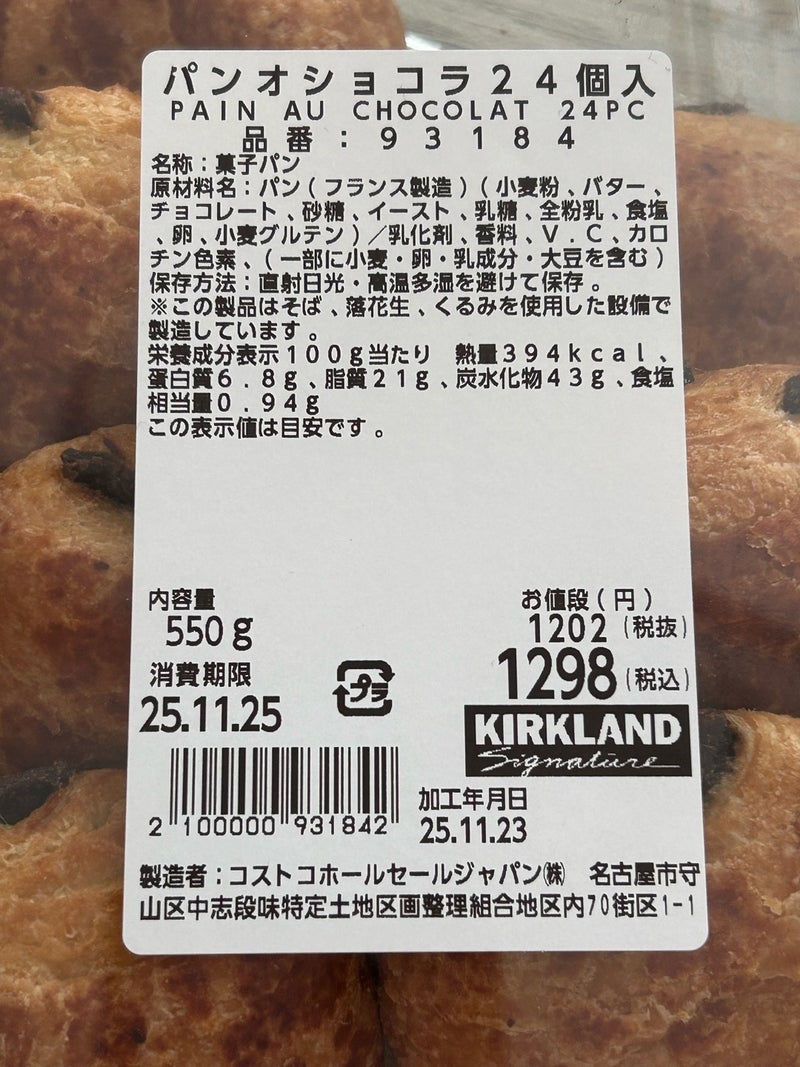 パンオショコラ24個入
PAIN AU CHOCOLAT 24PC
品番：93184
名称：菓子パン
原材料名：パン（フランス製造）（小麦粉、バター、
チョコレート、砂糖、イースト、乳糖、全粉乳、食塩
、卵、小麦グルテン）／乳化剤、香料、V.C、カロ
チン色素、（一部に小麦・卵・乳成分・大豆を含む）
保存方法：直射日光・高温多湿を避けて保存。
※この製品はそば、落花生、くるみを使用した設備で
製造しています。
栄養成分表示100g当たり 熱量394kcal、
蛋白質6.8g、脂質21g、炭水化物43g、食塩
相当量0.94g
この表示値は目安です。
内容量
550g
お値段（円）
1202（税抜）
1298（税込）
消費期限
25.11.25
プラ
KIRKLAND
Signature
2 100000 931842
加工年月日
25.11.23
製造者：コストコホールセールジャパン㈱ 名古屋市守
山区中志段味特定土地区画整理組合地区内70街区1-1